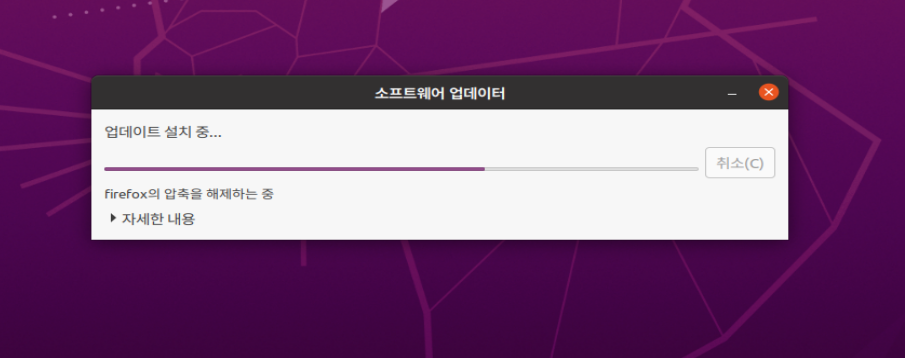 소프트웨어 업데이터
업데이트 설치 중...
취소(C)
firefox의 압축을 해제하는 중
자세한 내용